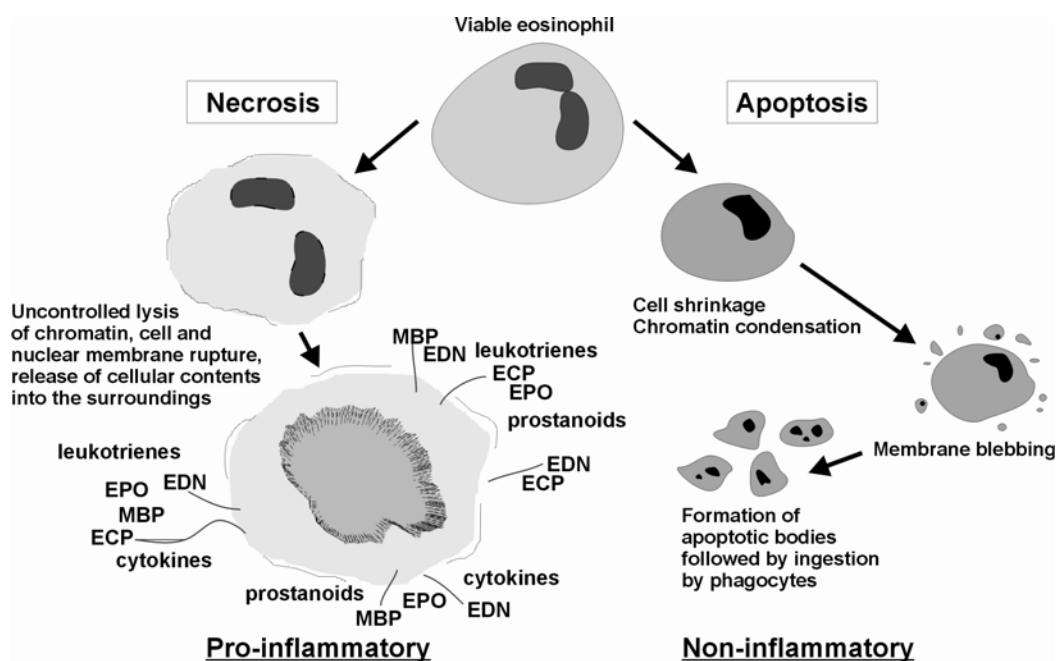 Viable eosinophil
Necrosis
Apoptosis
Uncontrolled lysis
of chromatin, cell and
nuclear membrane rupture,
release of cellular contents
into the surroundings
MBP
EDN
leukotrienes
ECP
EPO
prostanoids
EDN
ECP
leukotrienes
EPO
EDN
MBP
ECP
cytokines
prostanoids
MBP
EPO
cytokines
EDN
Pro-inflammatory
Cell shrinkage
Chromatin condensation
Membrane blebbing
Formation of
apoptotic bodies
followed by ingestion
by phagocytes
Non-inflammatory